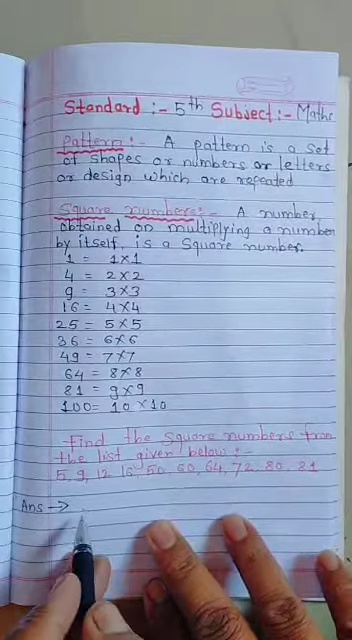 Standard :- 5th Subject :- Maths
Pattern :- A pattern is a set
of shapes or numbers or letters
or design which are repeated
Square numbers :- A number,
obtained on multiplying a number
by itself, is a square number.
1 = 1×1
4 = 2×2
9 = 3×3
16 = 4×4
25 = 5×5
36 = 6×6
49 = 7×7
64 = 8×8
81 = 9×9
100 = 10×10
Find the square numbers from
the list given below :-
5, 9, 12, 16, 50, 60, 64, 72, 80, 81
Ans →